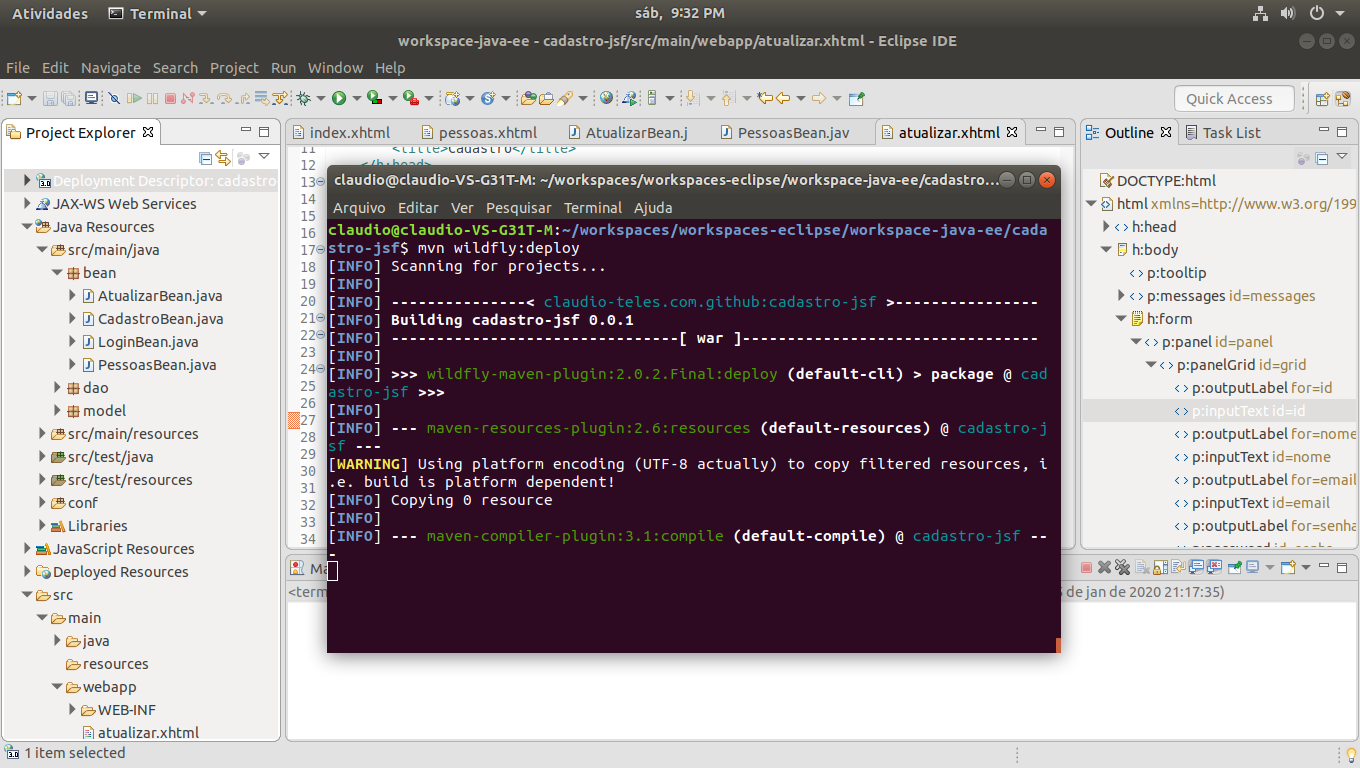 Atividades Terminal sáb, 9:32 PM
workspace-java-ee - cadastro-jsf/src/main/webapp/atualizar.xhtml - Eclipse IDE
File Edit Navigate Search Project Run Window Help
Quick Access
Project Explorer
Deployment Descriptor: cadastro
JAX-WS Web Services
Java Resources
src/main/java
bean
AtualizarBean.java
CadastroBean.java
LoginBean.java
PessoasBean.java
dao
model
src/main/resources
src/test/java
src/test/resources
conf
Libraries
JavaScript Resources
Deployed Resources
src
main
java
resources
webapp
WEB-INF
atualizar.xhtml
1 item selected
index.xhtml pessoas.xhtml AtualizarBean.j PessoasBean.jav atualizar.xhtml
11 <title>Cadastro</title>
12 </h:head>
13
14
15
16
17
18
19
20
21
22
23
24
25
26
27
28
29
30
31
32
33
34
claudio@claudio-VS-G31T-M: ~/workspaces/workspaces-eclipse/workspace-java-ee/cadastro...
Arquivo Editar Ver Pesquisar Terminal Ajuda
claudio@claudio-VS-G31T-M:~/workspaces/workspaces-eclipse/workspace-java-ee/cada
stro-jsf$ mvn wildfly:deploy
[INFO] Scanning for projects...
[INFO]
[INFO] ---------------< claudio-teles.com.github:cadastro-jsf >----------------
[INFO] Building cadastro-jsf 0.0.1
[INFO] --------------------------------[ war ]---------------------------------
[INFO]
[INFO] >>> wildfly-maven-plugin:2.0.2.Final:deploy (default-cli) > package @ cad
astro-jsf >>>
[INFO]
[INFO] --- maven-resources-plugin:2.6:resources (default-resources) @ cadastro-j
sf ---
[WARNING] Using platform encoding (UTF-8 actually) to copy filtered resources, i
.e. build is platform dependent!
[INFO] Copying 0 resource
[INFO]
[INFO] --- maven-compiler-plugin:3.1:compile (default-compile) @ cadastro-jsf --
-
Ma
<term
de jan de 2020 21:17:35)
Outline Task List
DOCTYPE:html
html xmlns=http://www.w3.org/199
h:head
h:body
p:tooltip
p:messages id=messages
h:form
p:panel id=panel
p:panelGrid id=grid
p:outputLabel for=id
p:inputText id=id
p:outputLabel for=nome
p:inputText id=nome
p:outputLabel for=email
p:inputText id=email
p:outputLabel for=senha